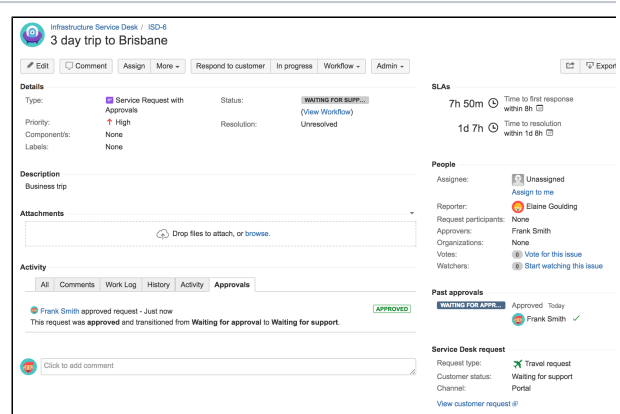 Infrastructure Service Desk / ISD-6
3 day trip to Brisbane
Edit Comment Assign More Respond to customer In progress Workflow Admin Export
Details
Type: Service Request with Approvals
Status: WAITING FOR SUPP...
(View Workflow)
Priority: High
Resolution: Unresolved
Component/s: None
Labels: None
Description
Business trip
Attachments
Drop files to attach, or browse.
Activity
All Comments Work Log History Activity Approvals
Frank Smith approved request - Just now APPROVED
This request was approved and transitioned from Waiting for approval to Waiting for support.
Click to add comment
SLAs
7h 50m Time to first response
within 8h
1d 7h Time to resolution
within 1d 8h
People
Assignee: Unassigned
Assign to me
Reporter: Elaine Goulding
Request participants: None
Approvers: Frank Smith
Organizations: None
Votes: 0 Vote for this issue
Watchers: 0 Start watching this issue
Past approvals
WAITING FOR APPR... Approved Today
Frank Smith
Service Desk request
Request type: Travel request
Customer status: Waiting for support
Channel: Portal
View customer request